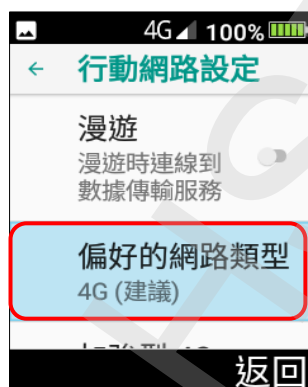 4G 100%
← 行動網路設定
漫遊
漫遊時連線到
數據傳輸服務
偏好的網路類型
4G (建議)
返回